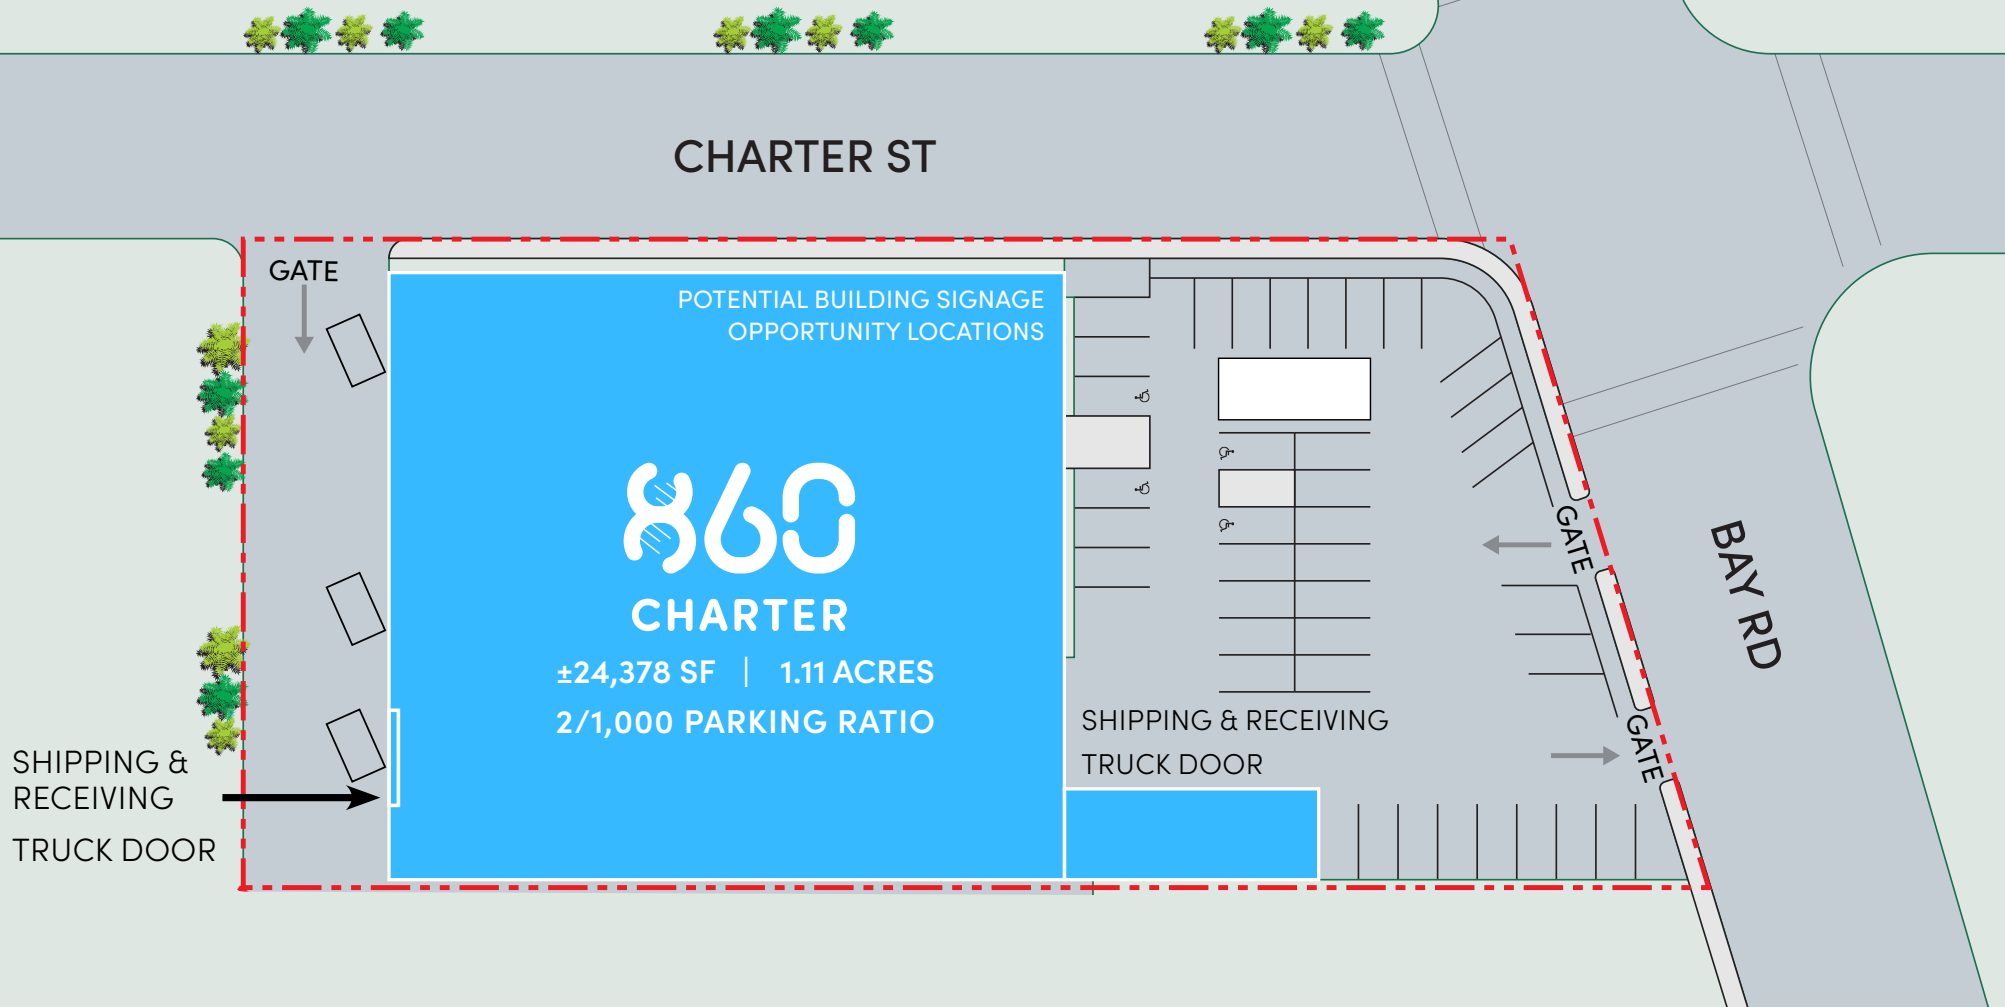 CHARTER ST
GATE
POTENTIAL BUILDING SIGNAGE
OPPORTUNITY LOCATIONS
860
CHARTER
±24,378 SF | 1.11 ACRES
2/1,000 PARKING RATIO
GATE
BAY RD
GATE
SHIPPING & RECEIVING
TRUCK DOOR
SHIPPING &
RECEIVING
TRUCK DOOR